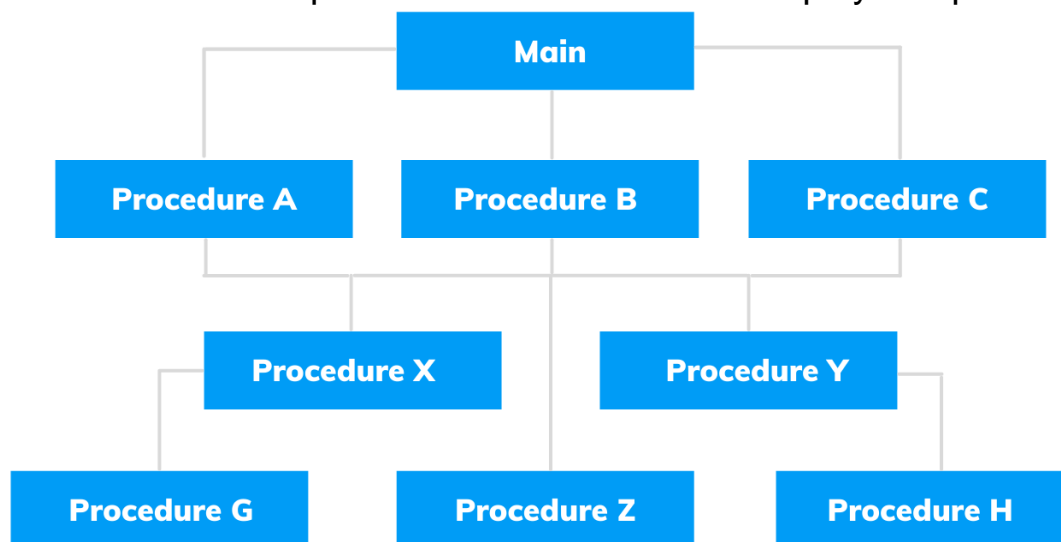 Main
Procedure A
Procedure B
Procedure C
Procedure X
Procedure Y
Procedure G
Procedure Z
Procedure H